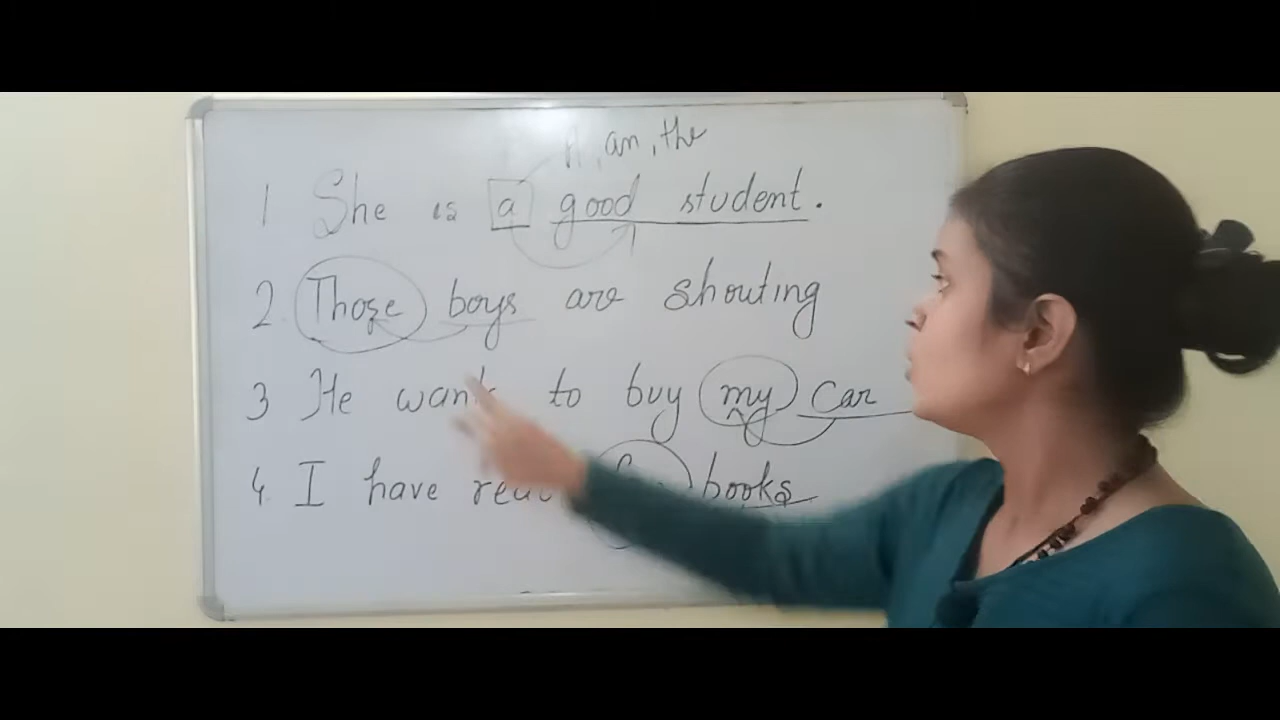 A, an, the
1 She is a good student.
2. Those boys are shouting
3 He want to buy my car
4. I have books